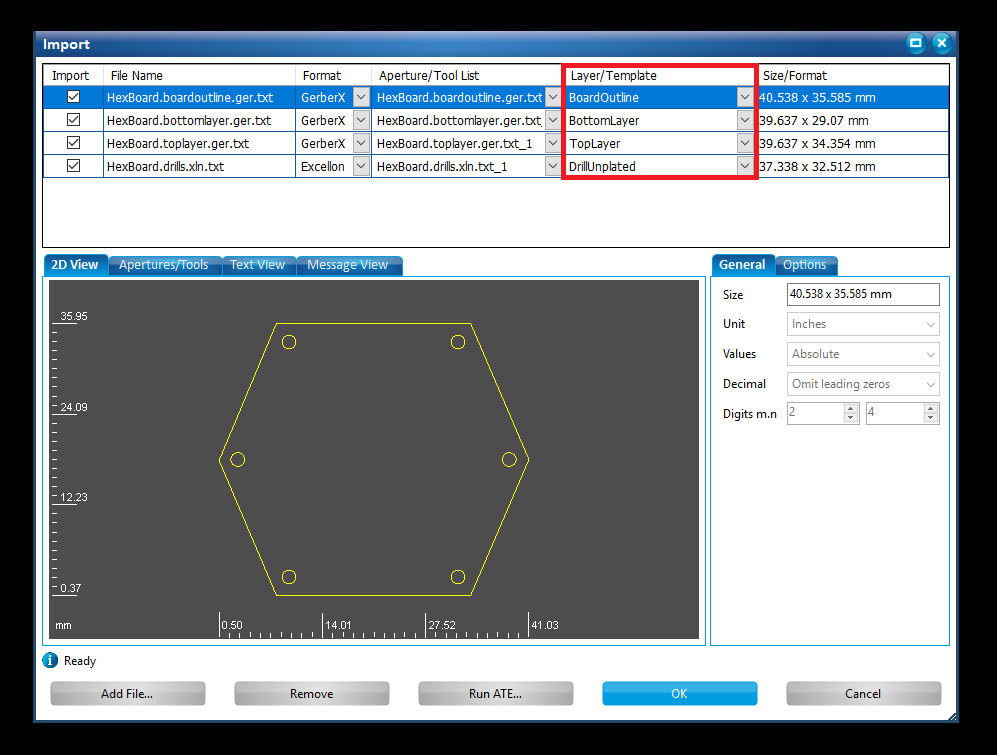 Import
Import File Name Format Aperture/Tool List Layer/Template Size/Format
HexBoard.boardoutline.ger.txt GerberX HexBoard.boardoutline.ger.txt BoardOutline 40.538 x 35.585 mm
HexBoard.bottomlayer.ger.txt GerberX HexBoard.bottomlayer.ger.txt_ BottomLayer 39.637 x 29.07 mm
HexBoard.toplayer.ger.txt GerberX HexBoard.toplayer.ger.txt_1 TopLayer 39.637 x 34.354 mm
HexBoard.drills.xln.txt Excellon HexBoard.drills.xln.txt_1 DrillUnplated 37.338 x 32.512 mm
2D View Apertures/Tools Text View Message View General Options
Size 40.538 x 35.585 mm
Unit Inches
Values Absolute
Decimal Omit leading zeros
Digits m.n 2 4
35.95
24.09
12.23
0.37
mm 0.50 14.01 27.52 41.03
Ready
Add File... Remove Run ATE... OK Cancel